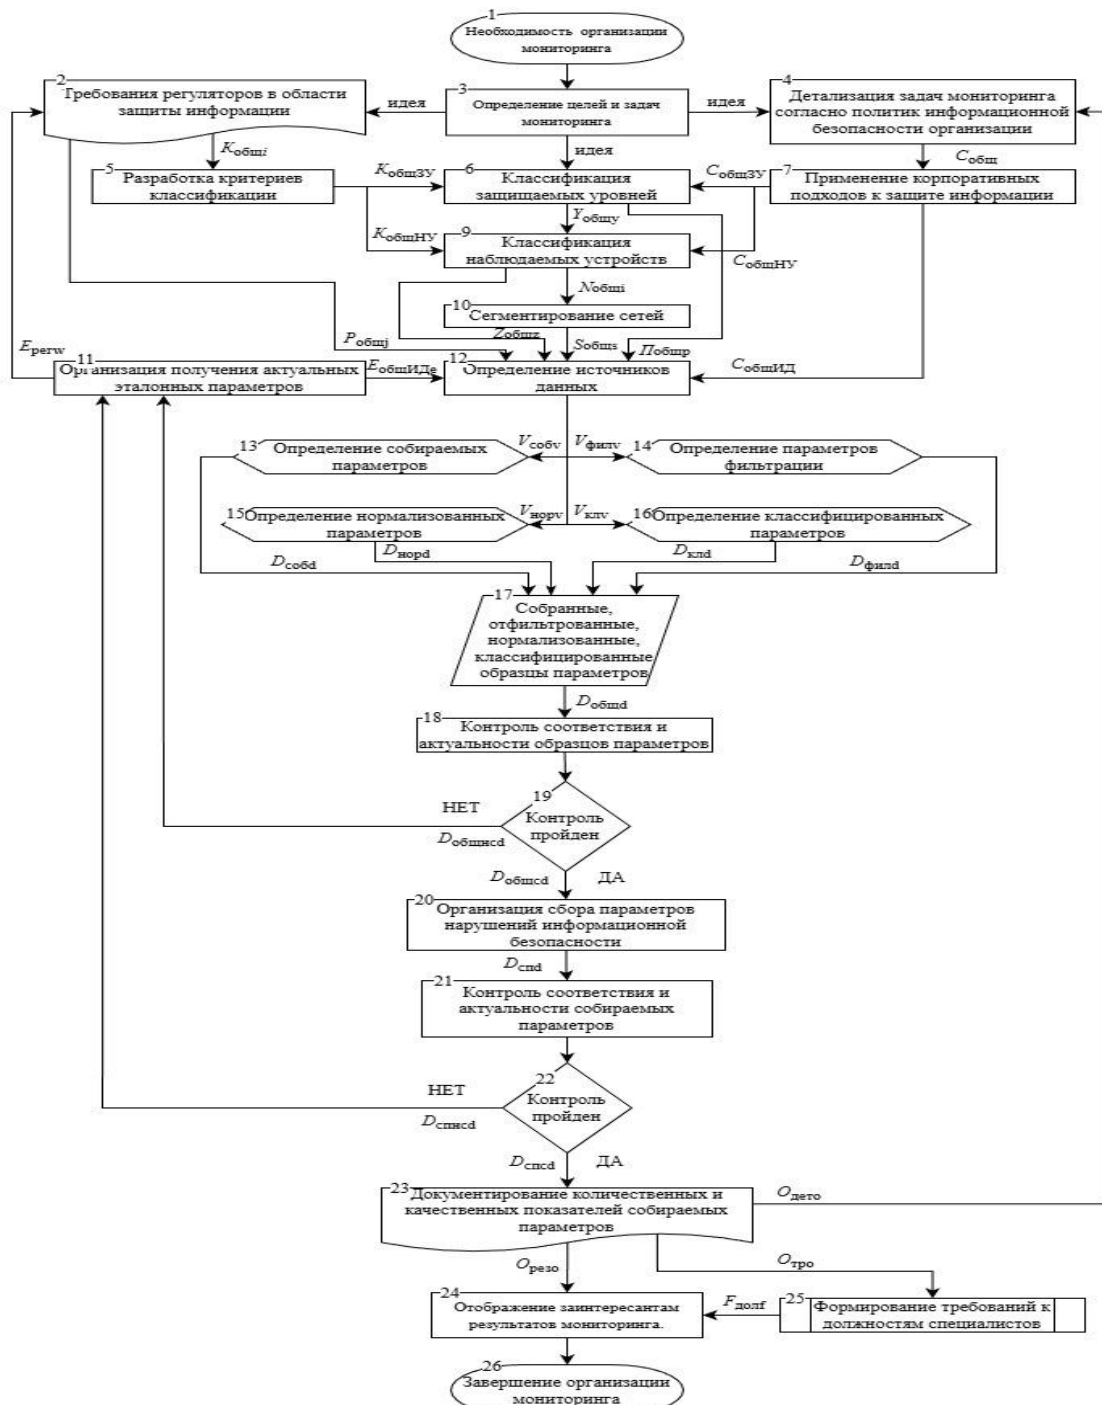 1
Необходимость организации
мониторинга
2
Требования регуляторов в области
защиты информации
идея
3
Определение целей и задач
мониторинга
идея
4
Детализация задач мониторинга
согласно политик информационной
безопасности организации
Kобщi
идея
Cобщ
5
Разработка критериев
классификации
KобщЗУ
6
Классификация
защищаемых уровней
CобщЗУ
7
Применение корпоративных
подходов к защите информации
Yобщy
KобщНУ
9
Классификация
наблюдаемых устройств
CобщНУ
Nобщi
10
Сегментирование сетей
Eрегw
Pобщj
Zобщz
Sобщs
Побщp
11
Организация получения актуальных
эталонных параметров
EобщИДe
12
Определение источников
данных
CобщИД
13
Определение собираемых
параметров
Vсобv
Vфилv
14
Определение параметров
фильтрации
15
Определение нормализованных
параметров
Vнорv
Vклv
16
Определение классифицированных
параметров
Dсобd
Dнорd
Dклd
Dфилd
17
Собранные,
отфильтрованные,
нормализованные,
классифицированные
образцы параметров
Dобщd
18
Контроль соответствия и
актуальности образцов параметров
НЕТ
19
Контроль
пройден
Dобщнсd
Dобщсd
ДА
20
Организация сбора параметров
нарушений информационной
безопасности
Dспd
21
Контроль соответствия и
актуальности собираемых
параметров
НЕТ
22
Контроль
пройден
Dспнсd
Dспсd
ДА
23
Документирование количественных и
качественных показателей собираемых
параметров
Oдетo
Oрезo
Oтрo
24
Отображение заинтересантам
результатов мониторинга.
Fдолf
25
Формирование требований к
должностям специалистов
26
Завершение организации
мониторинга